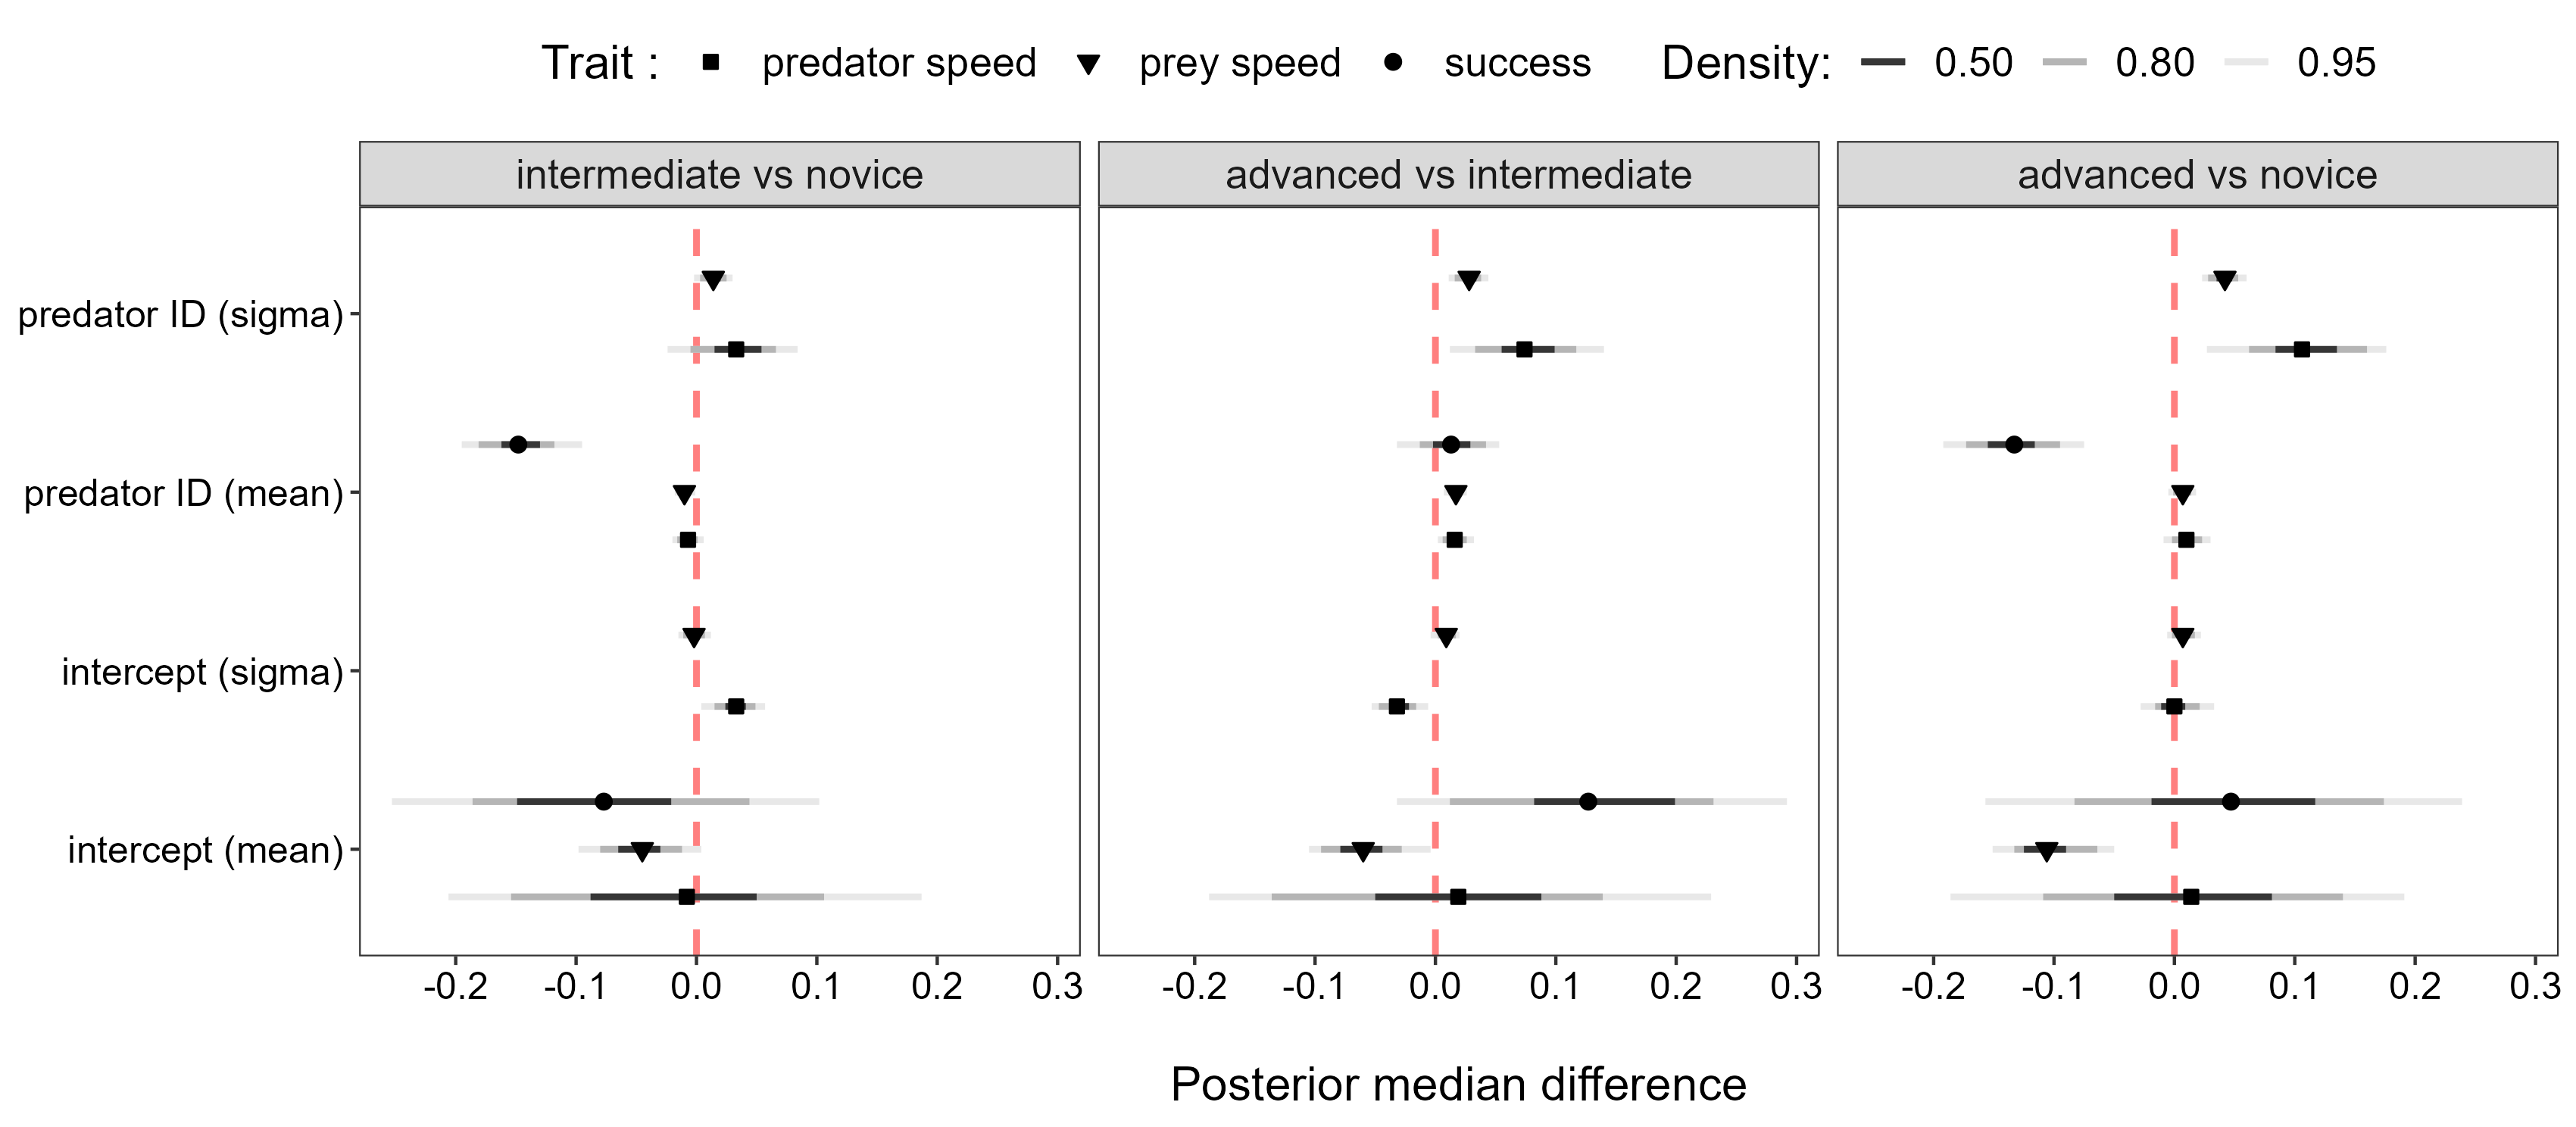 Trait : predator speed prey speed success Density: 0.50 0.80 0.95
intermediate vs novice advanced vs intermediate advanced vs novice
predator ID (sigma)
predator ID (mean)
intercept (sigma)
intercept (mean)
-0.2 -0.1 0.0 0.1 0.2 0.3 -0.2 -0.1 0.0 0.1 0.2 0.3 -0.2 -0.1 0.0 0.1 0.2 0.3
Posterior median difference